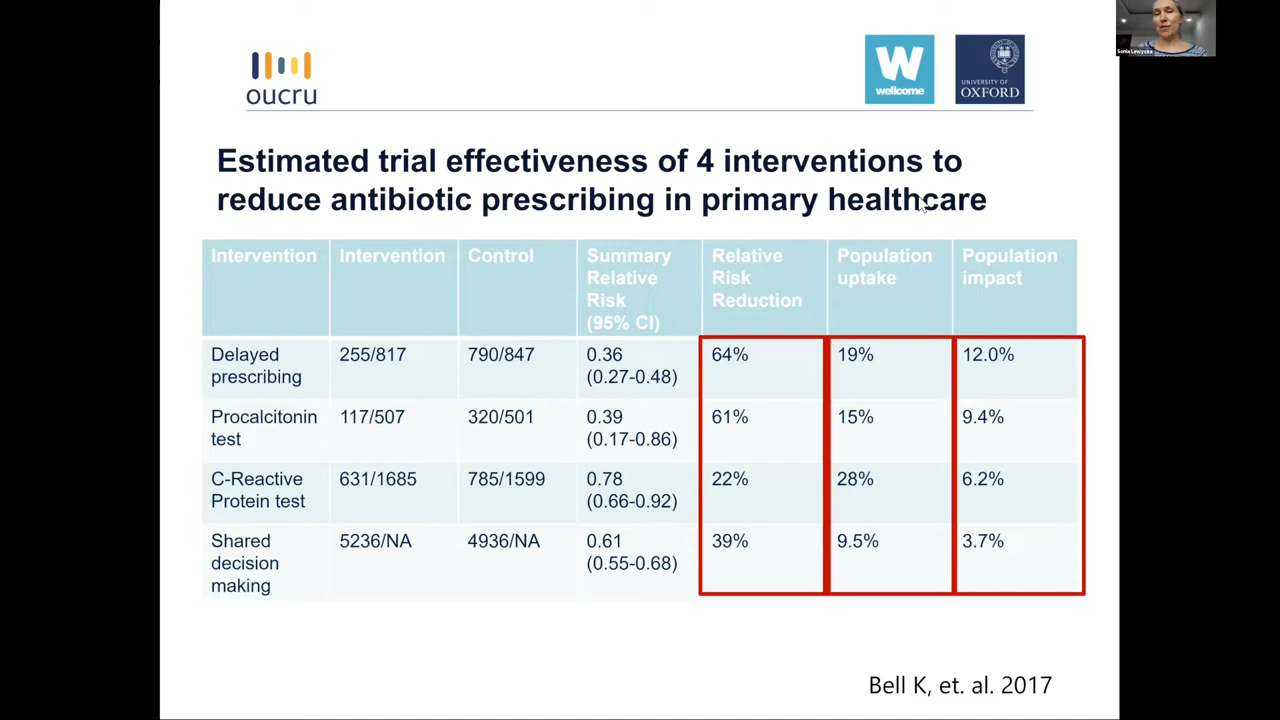 Sonia Lewycka
oucru
W
wellcome
UNIVERSITY OF
OXFORD
Estimated trial effectiveness of 4 interventions to
reduce antibiotic prescribing in primary healthcare
Intervention Intervention Control Summary Relative Risk (95% CI) Relative Risk Reduction Population uptake Population impact
Delayed prescribing 255/817 790/847 0.36 (0.27-0.48) 64% 19% 12.0%
Procalcitonin test 117/507 320/501 0.39 (0.17-0.86) 61% 15% 9.4%
C-Reactive Protein test 631/1685 785/1599 0.78 (0.66-0.92) 22% 28% 6.2%
Shared decision making 5236/NA 4936/NA 0.61 (0.55-0.68) 39% 9.5% 3.7%
Bell K, et. al. 2017